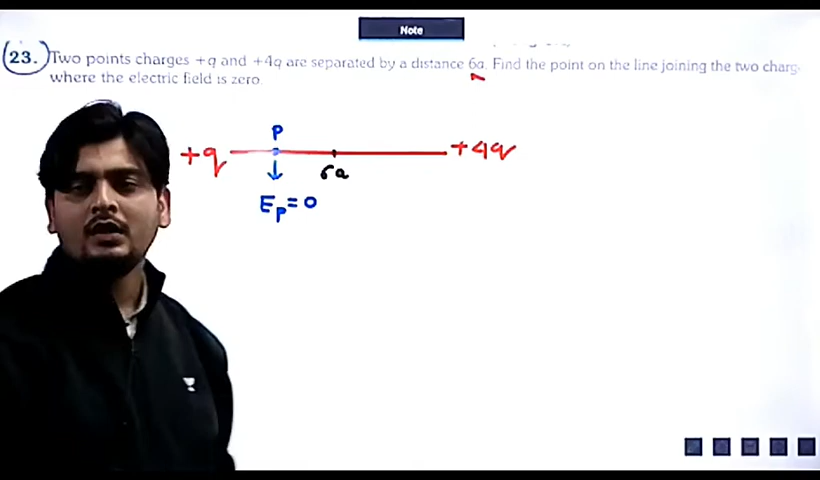 Note
23. Two points charges +q and +4q are separated by a distance 6a. Find the point on the line joining the two charg
where the electric field is zero.
P
+q +4q
6a
Ep=0